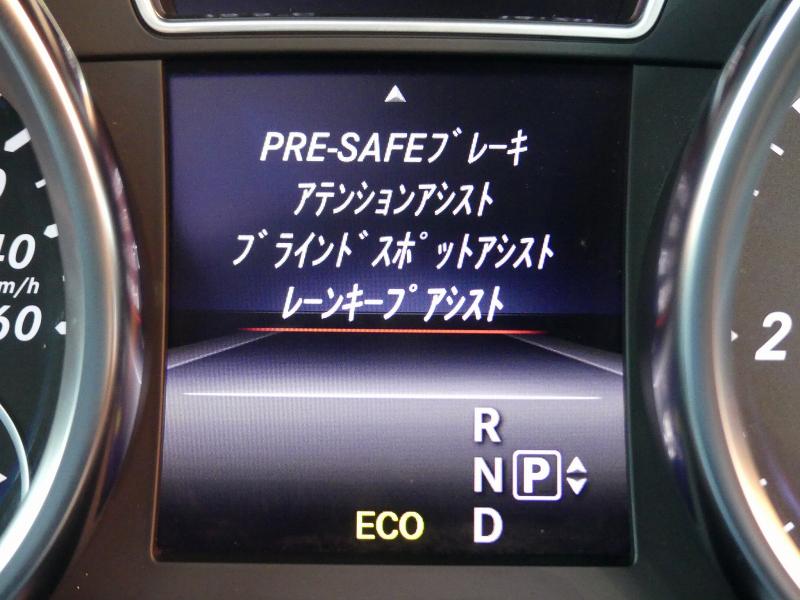 PRE-SAFEブレーキ
アテンションアシスト
ブラインドスポットアシスト
レーンキープアシスト
40
km/h
60
2
R
N P
ECO D